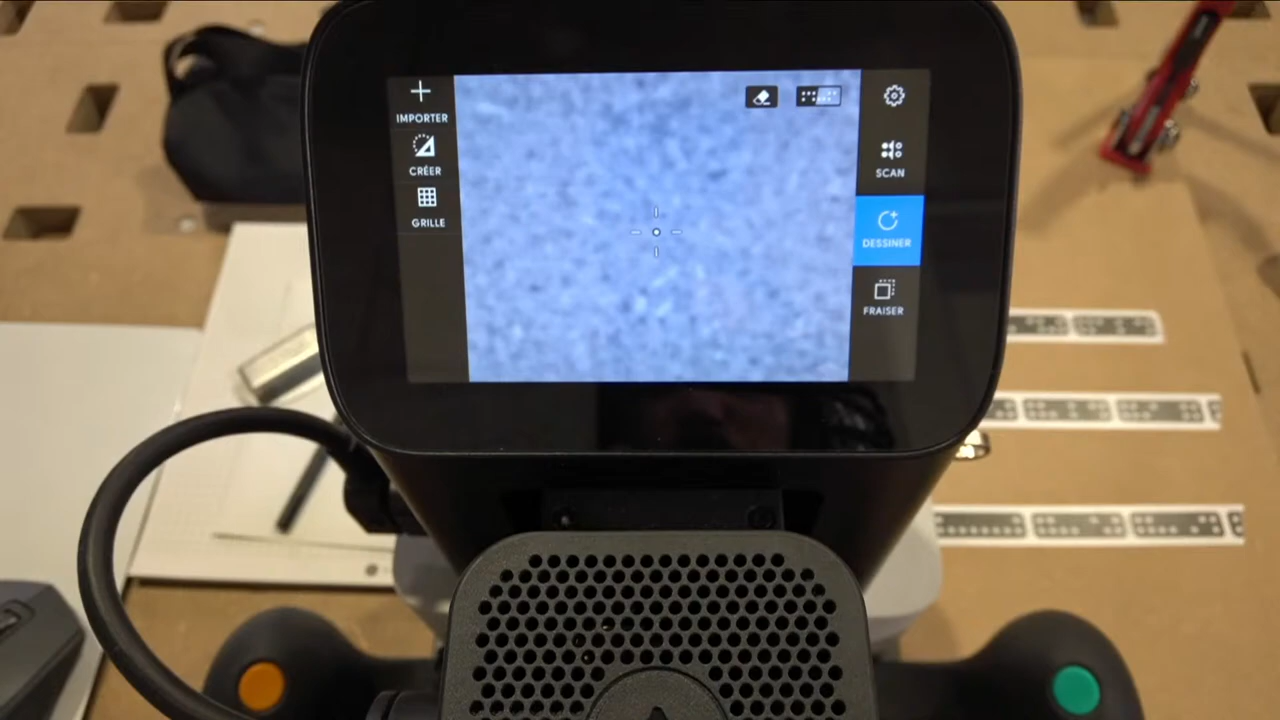 IMPORTER
CRÉER
GRILLE
SCAN
DESSINER
FRAISER